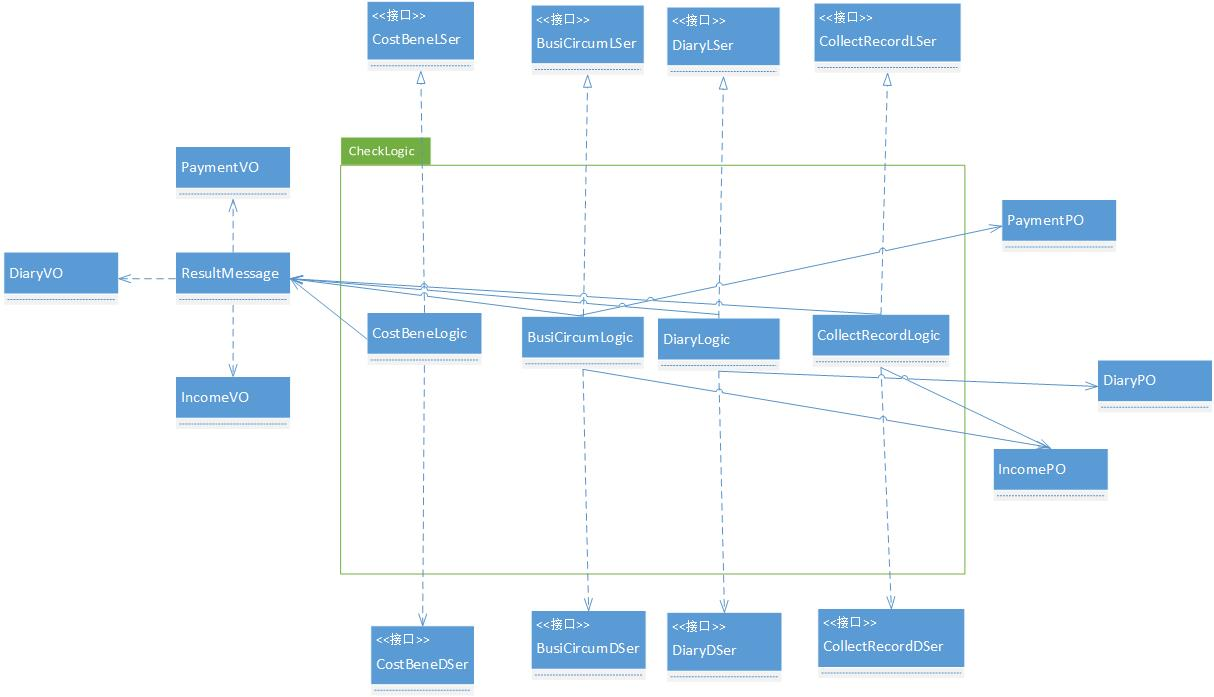 <<接口>>
CostBeneLSer
<<接口>>
BusiCircumLSer
<<接口>>
DiaryLSer
<<接口>>
CollectRecordLSer
CheckLogic
PaymentVO
PaymentPO
DiaryVO
ResultMessage
CostBeneLogic
BusiCircumLogic
DiaryLogic
CollectRecordLogic
DiaryPO
IncomeVO
IncomePO
<<接口>>
CostBeneDSer
<<接口>>
BusiCircumDSer
<<接口>>
DiaryDSer
<<接口>>
CollectRecordDSer